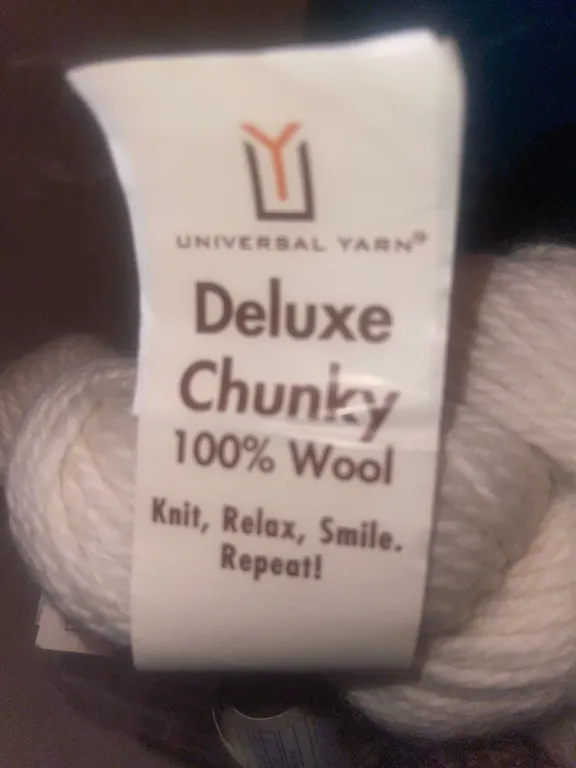 UNIVERSAL YARN®
Deluxe
Chunky
100% Wool
Knit, Relax, Smile.
Repeat!